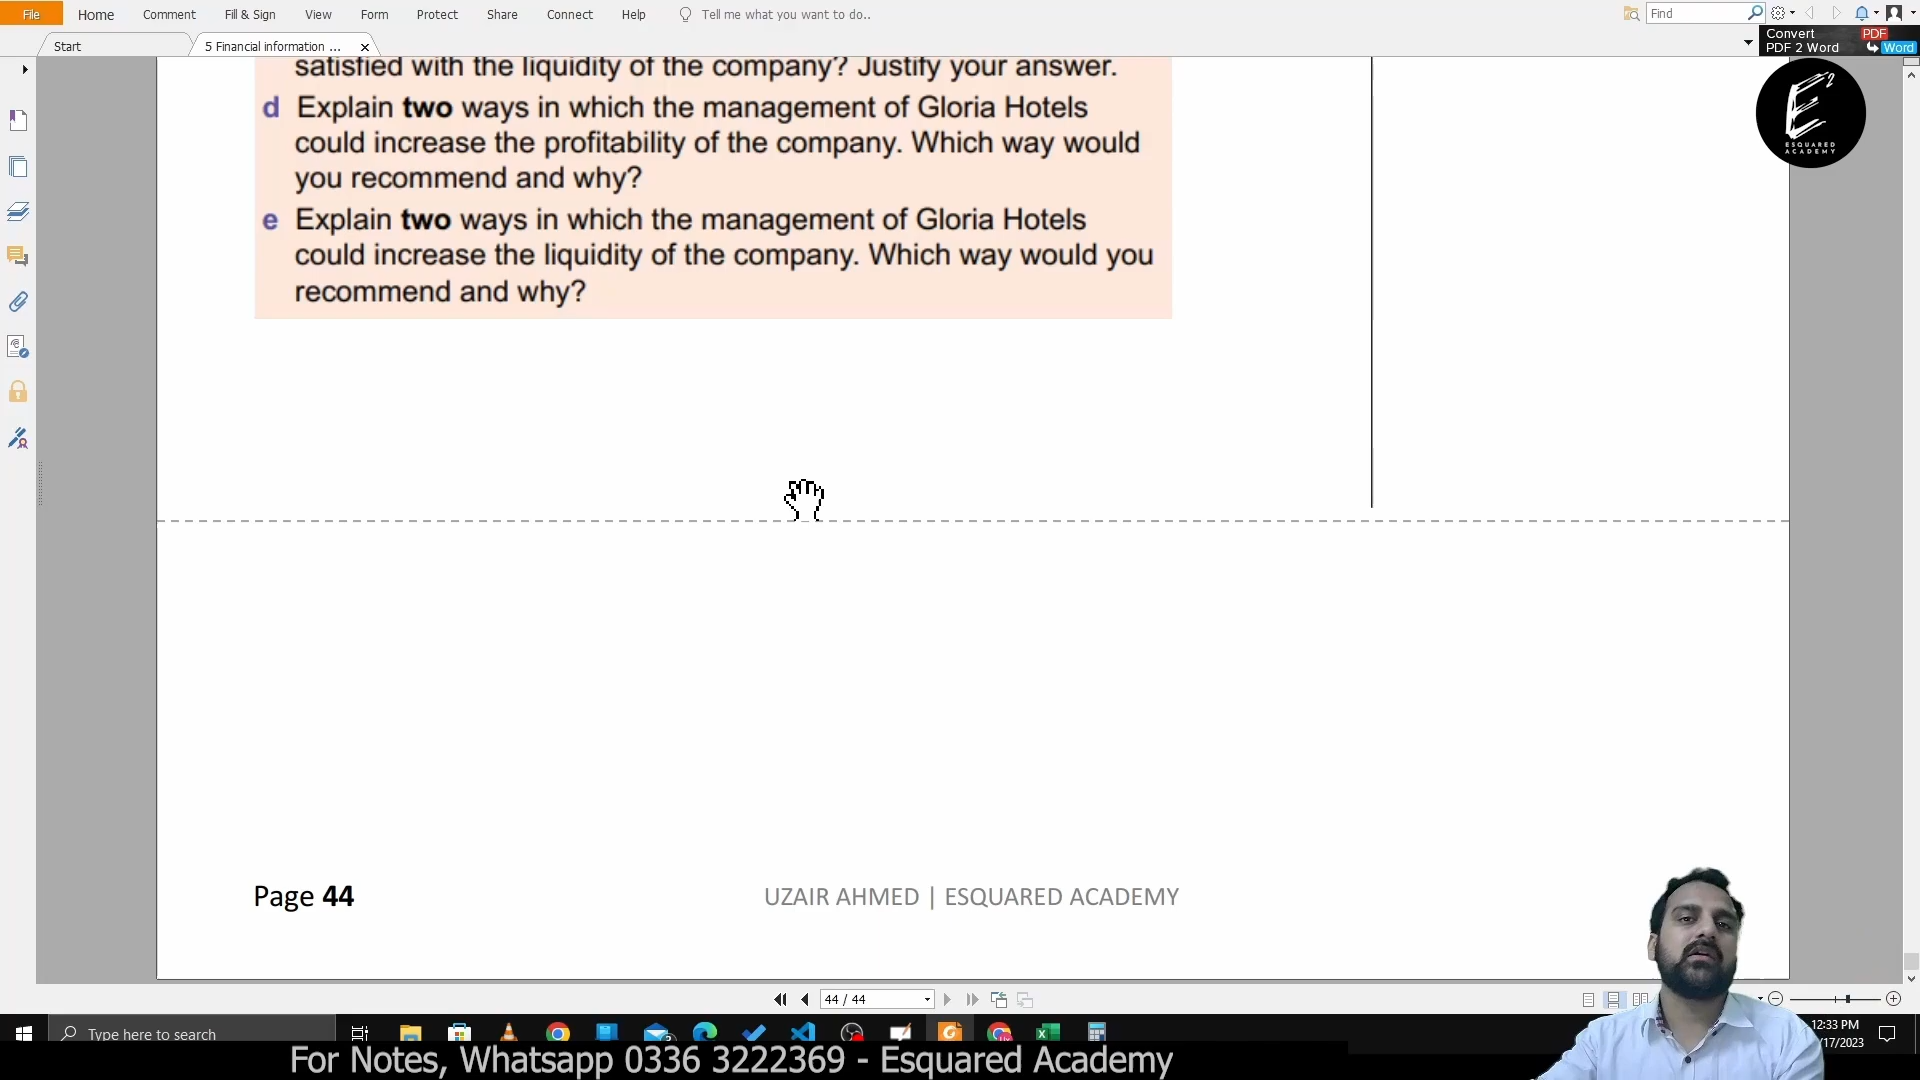 File Home Comment Fill & Sign View Form Protect Share Connect Help Tell me what you want to do.. Find
Start 5 Financial information ... Convert PDF
PDF 2 Word Word
satisfied with the liquidity of the company? Justify your answer.
d Explain two ways in which the management of Gloria Hotels
could increase the profitability of the company. Which way would
you recommend and why?
e Explain two ways in which the management of Gloria Hotels
could increase the liquidity of the company. Which way would you
recommend and why?
E2
ESQUARED
ACADEMY
Page 44 UZAIR AHMED | ESQUARED ACADEMY
44 / 44
Type here to search 12:33 PM
/17/2023
For Notes, Whatsapp 0336 3222369 - Esquared Academy